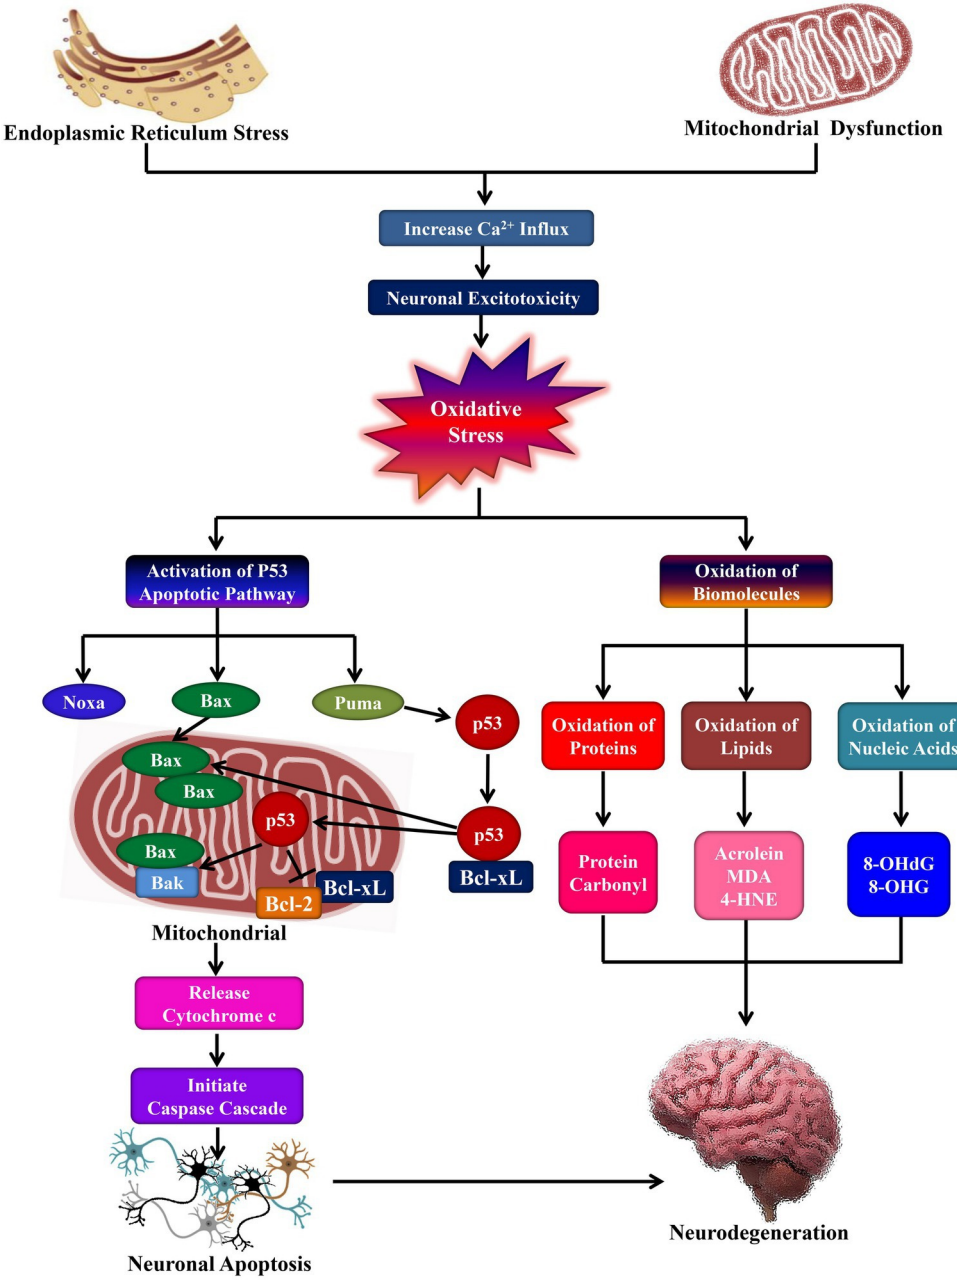 Endoplasmic Reticulum Stress
Mitochondrial Dysfunction
Increase Ca²⁺ Influx
Neuronal Excitotoxicity
Oxidative
Stress
Activation of P53
Apoptotic Pathway
Oxidation of
Biomolecules
Noxa
Bax
Puma
p53
Oxidation of
Proteins
Oxidation of
Lipids
Oxidation of
Nucleic Acids
Bax
Bax
p53
p53
Bax
Bak
Bcl-xL
Bcl-2
Bcl-xL
Protein
Carbonyl
Acrolein
MDA
4-HNE
8-OHdG
8-OHG
Mitochondrial
Release
Cytochrome c
Initiate
Caspase Cascade
Neuronal Apoptosis
Neurodegeneration